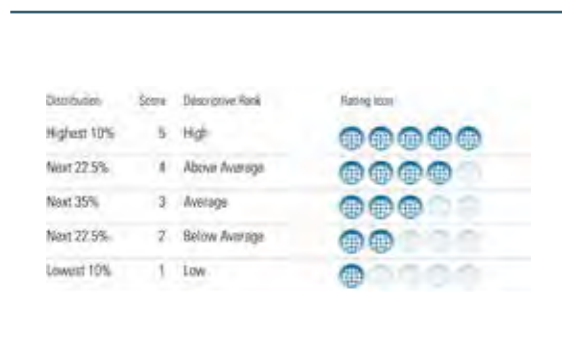 Distribution Score Descriptive Rank Rating Icon
Highest 10% 5 High
Next 22.5% 4 Above Average
Next 35% 3 Average
Next 22.5% 2 Below Average
Lowest 10% 1 Low